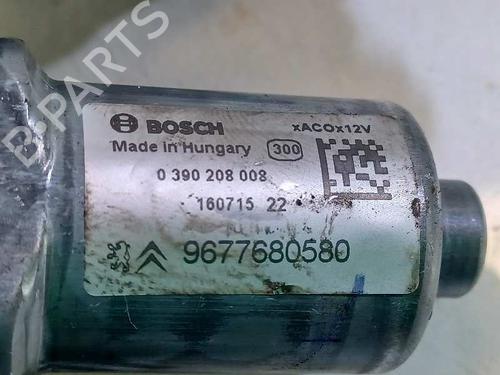 B-PARTS
BOSCH xACOx12V
Made in Hungary 300
0 390 208 008
160715 22
9677680580